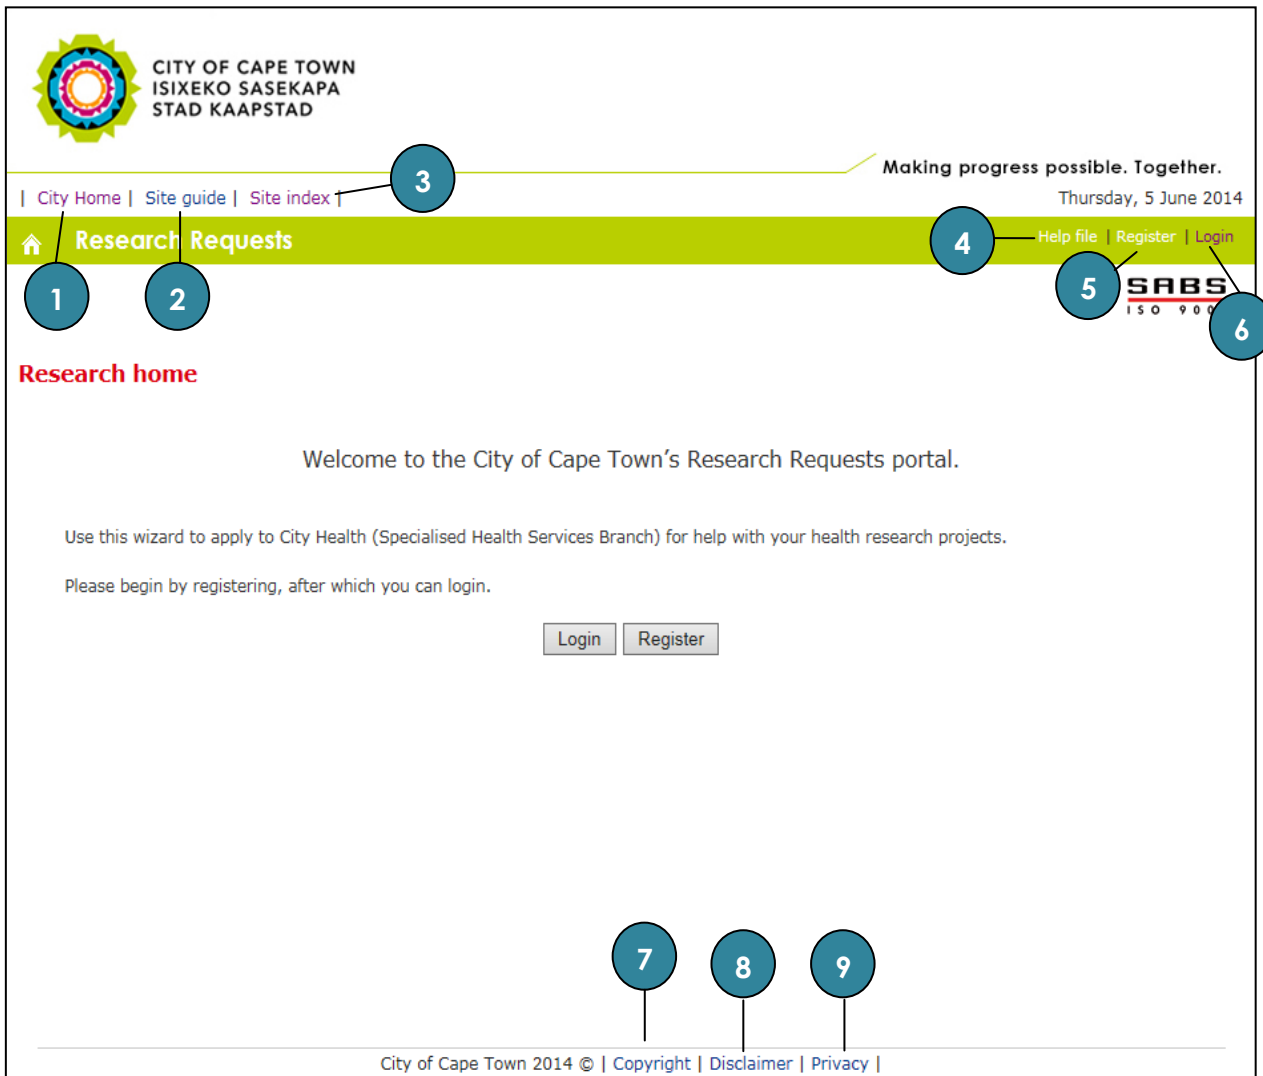 CITY OF CAPE TOWN
ISIXEKO SASEKAPA
STAD KAAPSTAD
Making progress possible. Together.
| City Home | Site guide | Site index |
3
Thursday, 5 June 2014
Research Requests
4
Help file | Register | Login
1
2
5
SABS
ISO 900
6
Research home
Welcome to the City of Cape Town's Research Requests portal.
Use this wizard to apply to City Health (Specialised Health Services Branch) for help with your health research projects.
Please begin by registering, after which you can login.
Login Register
7
8
9
City of Cape Town 2014 © | Copyright | Disclaimer | Privacy |